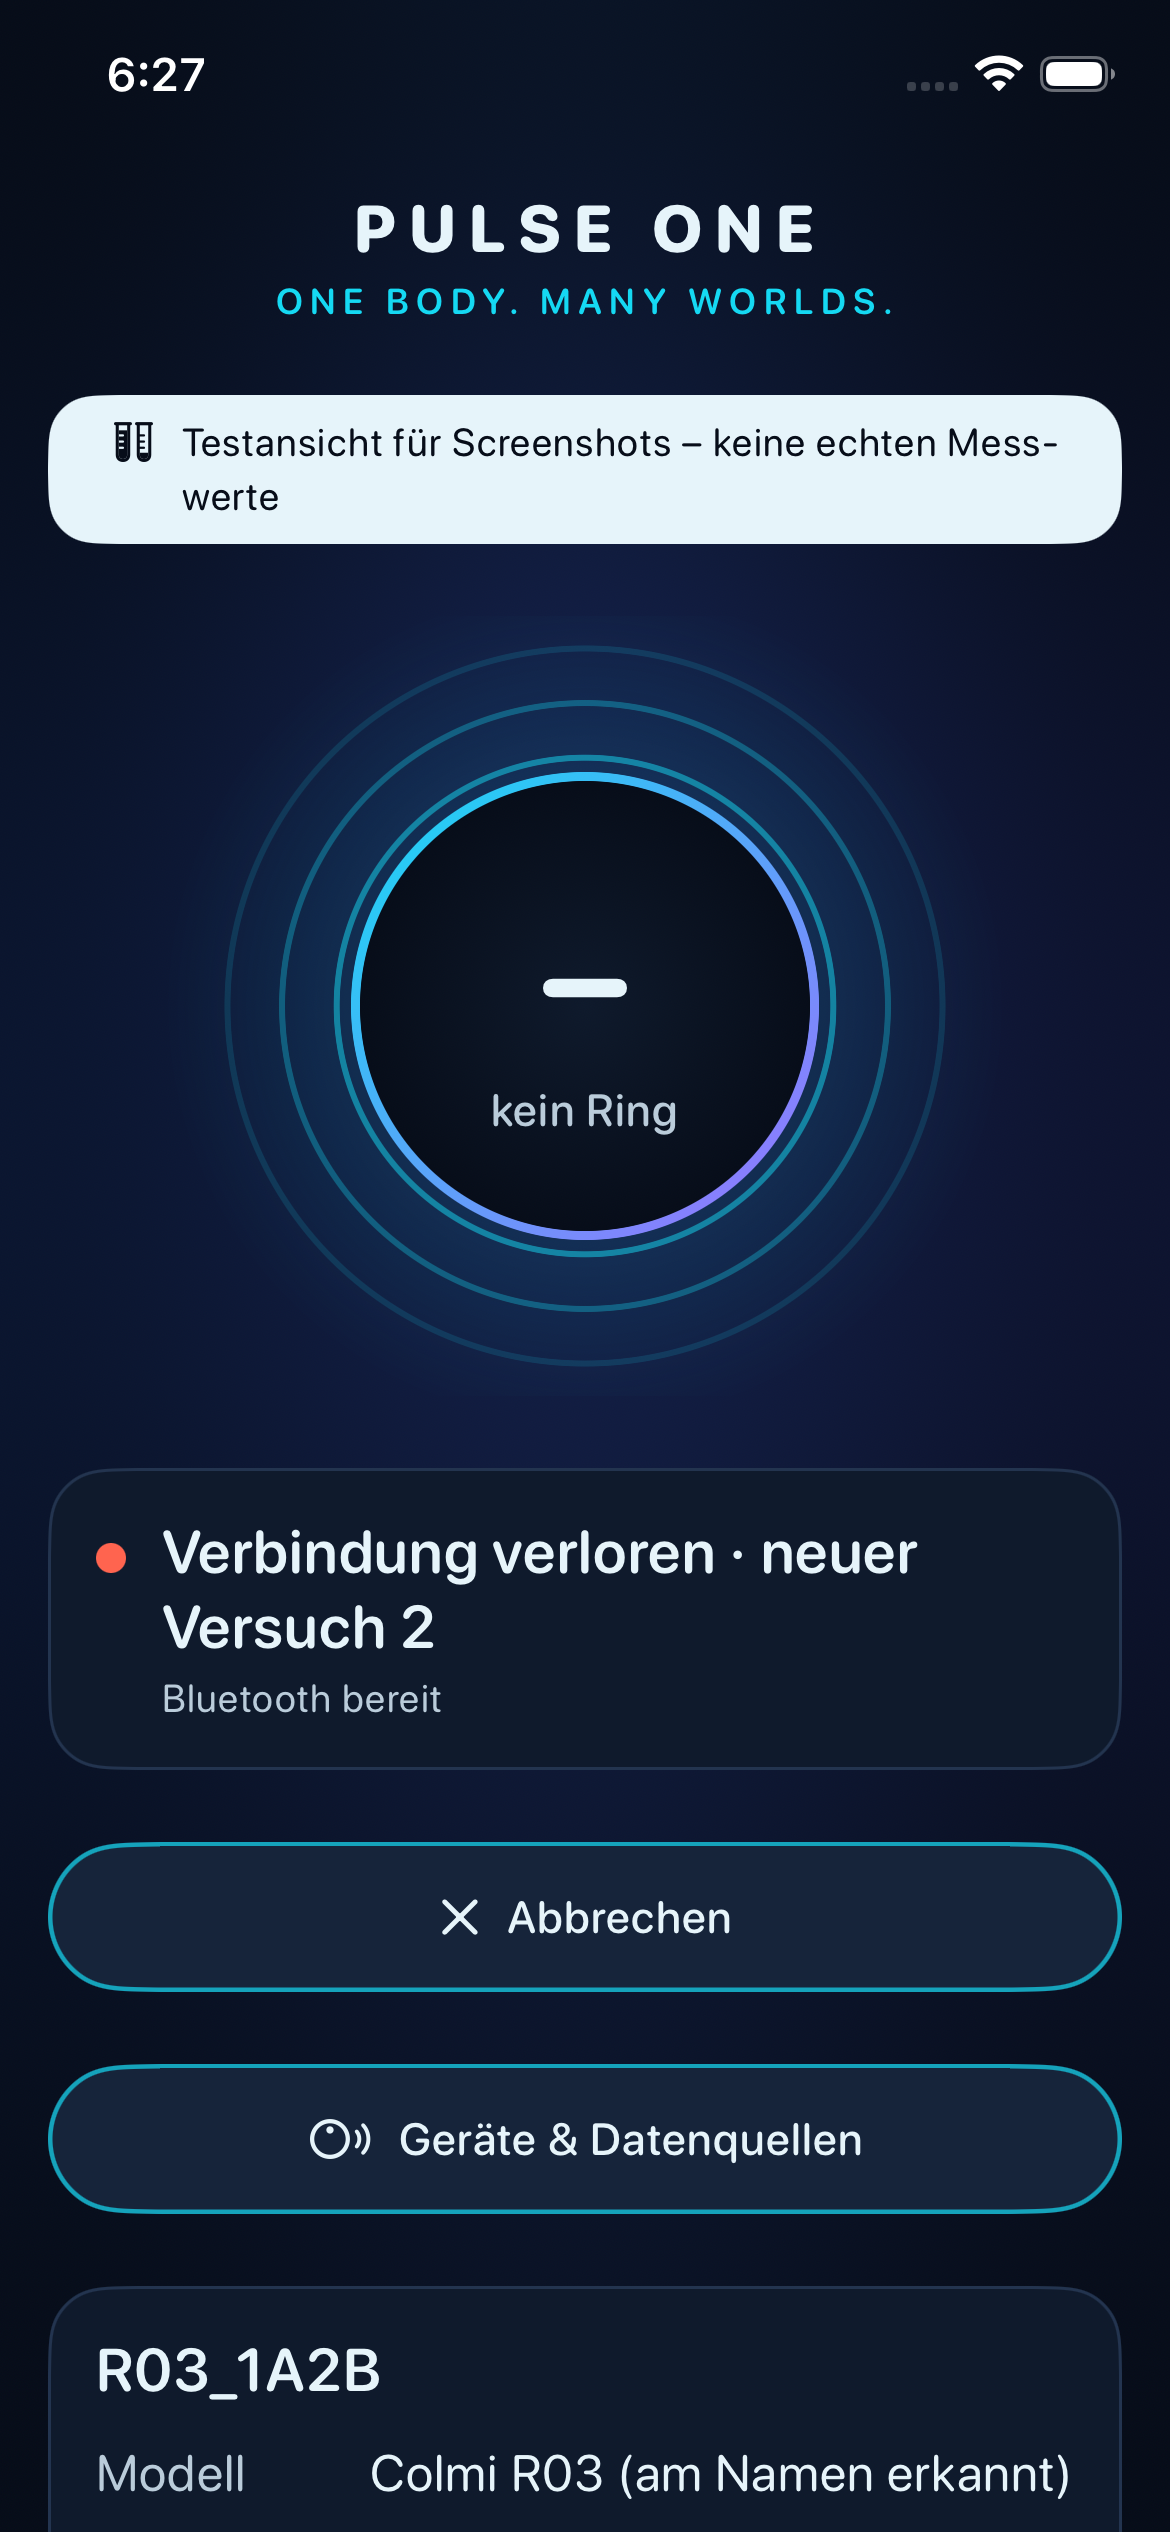 6:27
PULSE ONE
ONE BODY. MANY WORLDS.
Testansicht für Screenshots – keine echten Mess-
werte
–
kein Ring
Verbindung verloren · neuer
Versuch 2
Bluetooth bereit
Abbrechen
Geräte & Datenquellen
R03_1A2B
Modell Colmi R03 (am Namen erkannt)